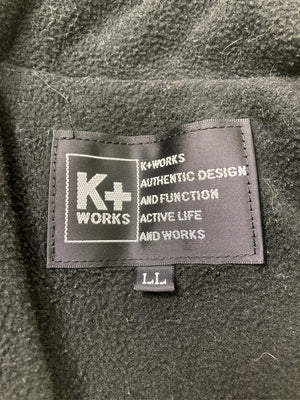 K+
WORKS
K+WORKS
AUTHENTIC DESIGN
AND FUNCTION
ACTIVE LIFE
AND WORKS
LL